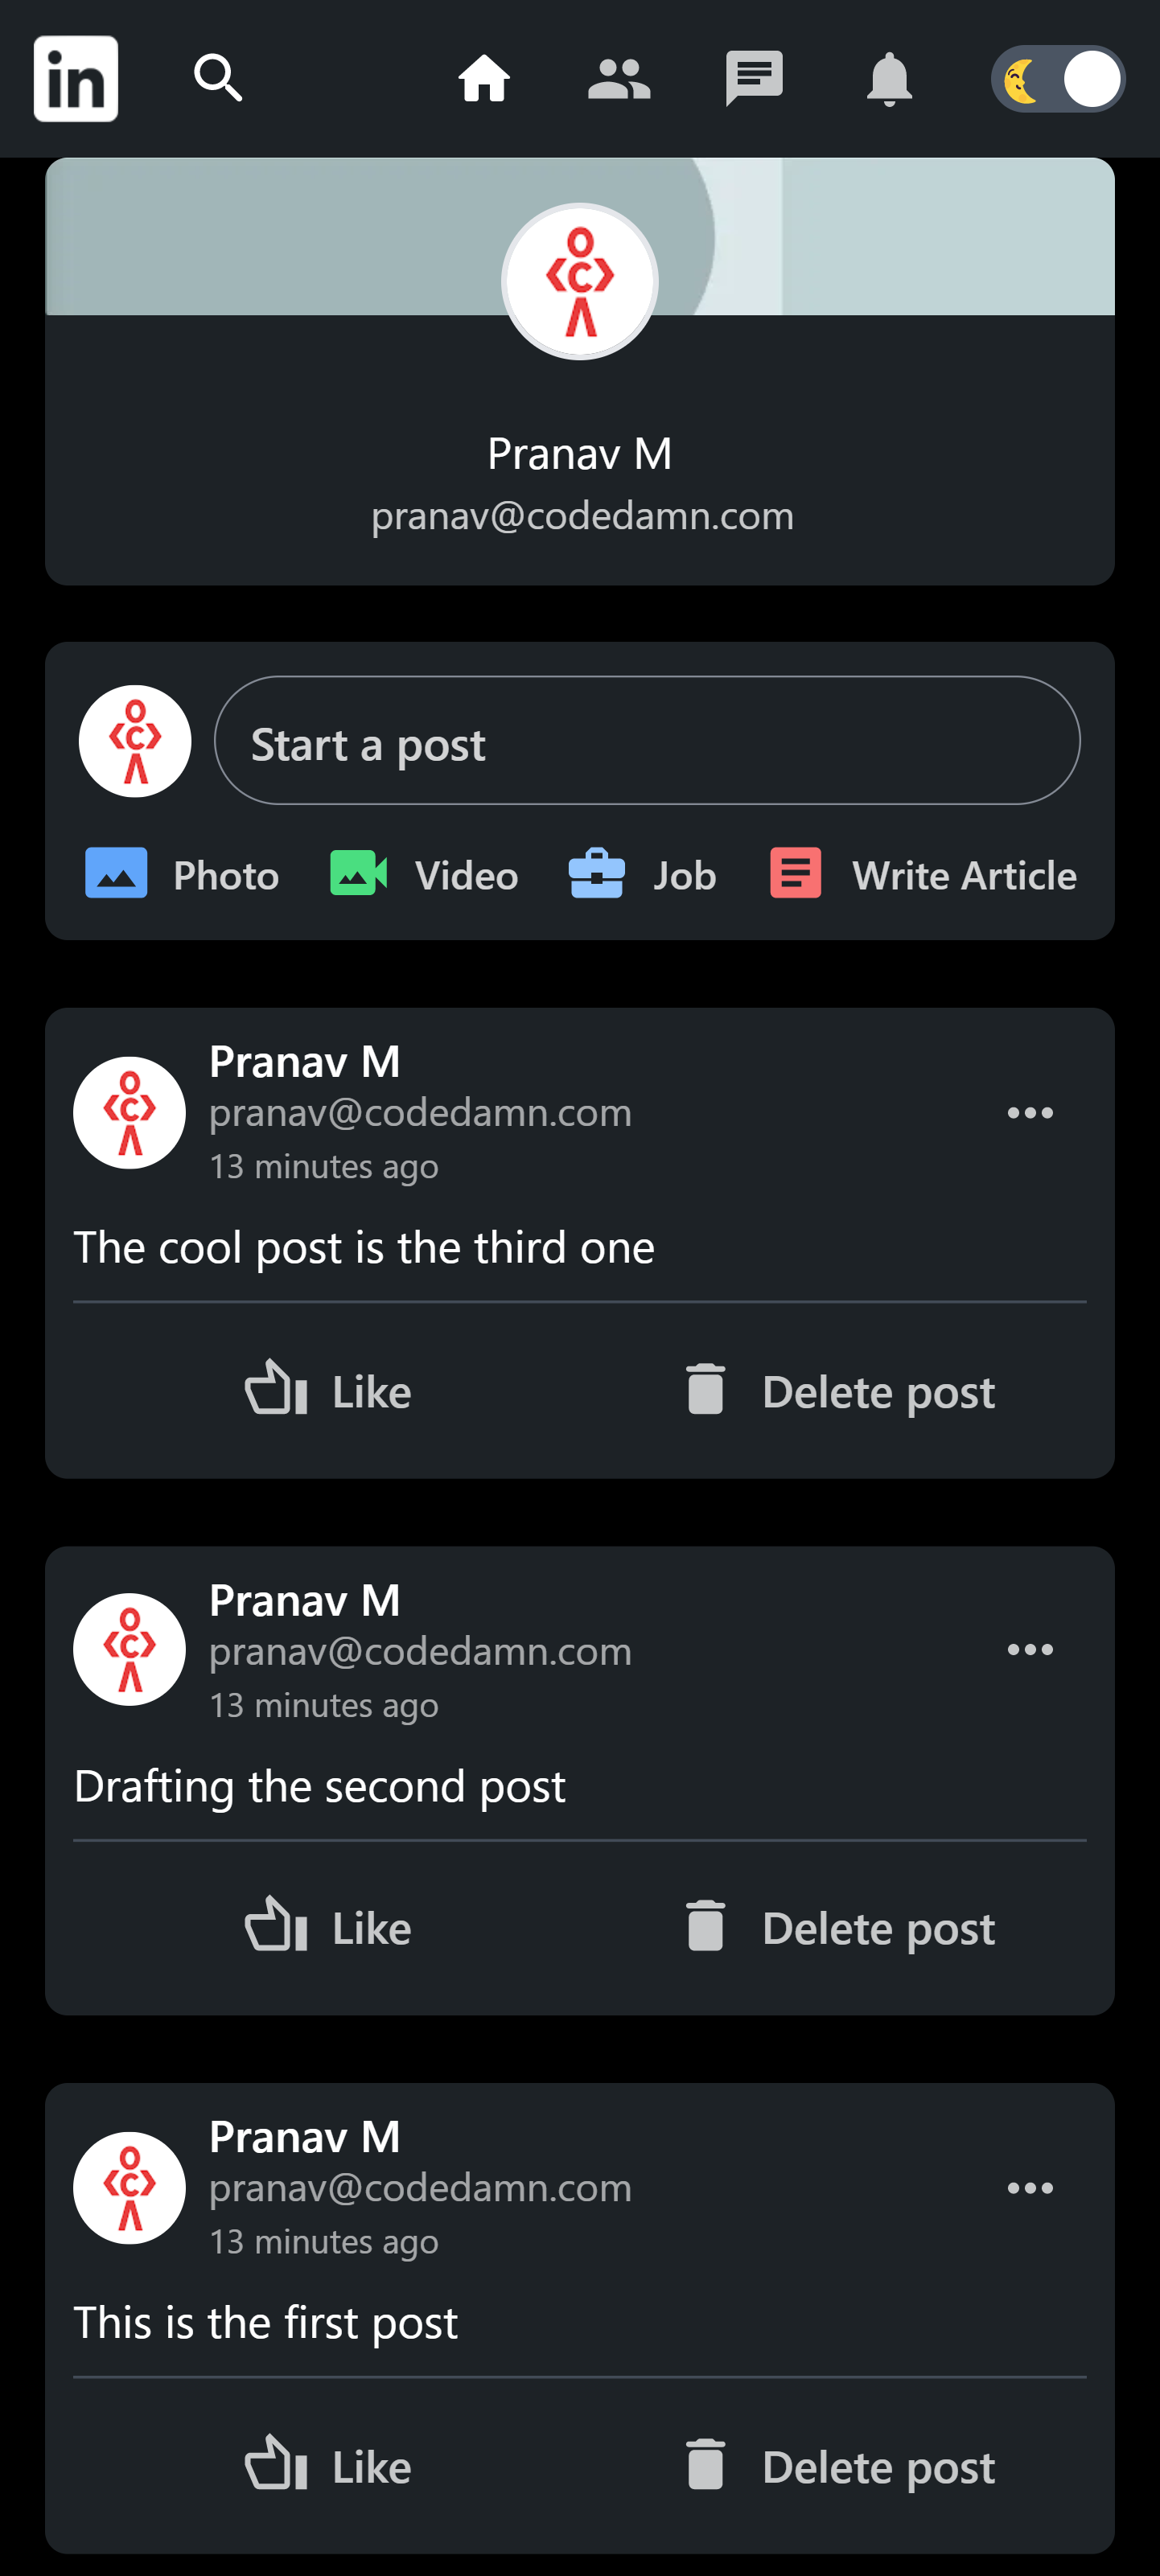 in
Pranav M
pranav@codedamn.com
Start a post
Photo Video Job Write Article
Pranav M
pranav@codedamn.com
13 minutes ago
The cool post is the third one
Like Delete post
Pranav M
pranav@codedamn.com
13 minutes ago
Drafting the second post
Like Delete post
Pranav M
pranav@codedamn.com
13 minutes ago
This is the first post
Like Delete post